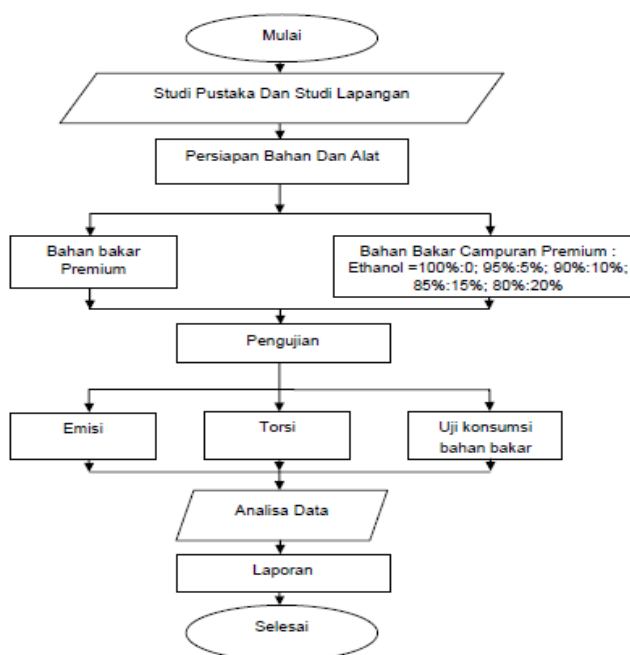 Mulai
Studi Pustaka Dan Studi Lapangan
Persiapan Bahan Dan Alat
Bahan bakar
Premium
Bahan Bakar Campuran Premium :
Ethanol =100%:0; 95%:5%; 90%:10%;
85%:15%; 80%:20%
Pengujian
Emisi
Torsi
Uji konsumsi
bahan bakar
Analisa Data
Laporan
Selesai